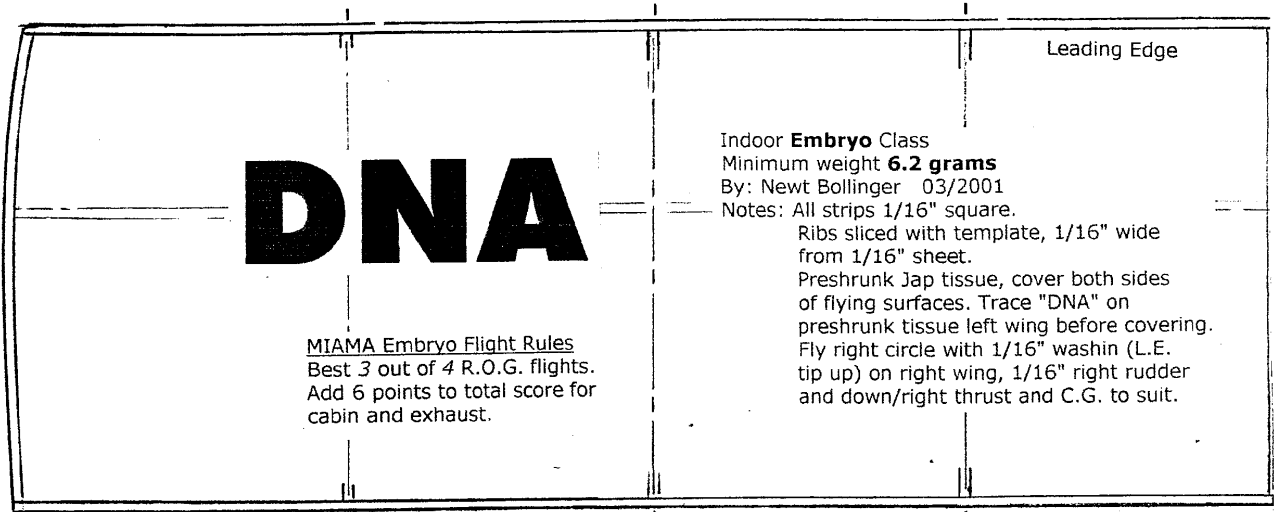 Leading Edge
DNA
Indoor Embryo Class
Minimum weight 6.2 grams
By: Newt Bollinger 03/2001
Notes: All strips 1/16" square.
Ribs sliced with template, 1/16" wide
from 1/16" sheet.
Preshrunk Jap tissue, cover both sides
of flying surfaces. Trace "DNA" on
preshrunk tissue left wing before covering.
Fly right circle with 1/16" washin (L.E.
tip up) on right wing, 1/16" right rudder
and down/right thrust and C.G. to suit.
MIAMA Embryo Flight Rules
Best 3 out of 4 R.O.G. flights.
Add 6 points to total score for
cabin and exhaust.